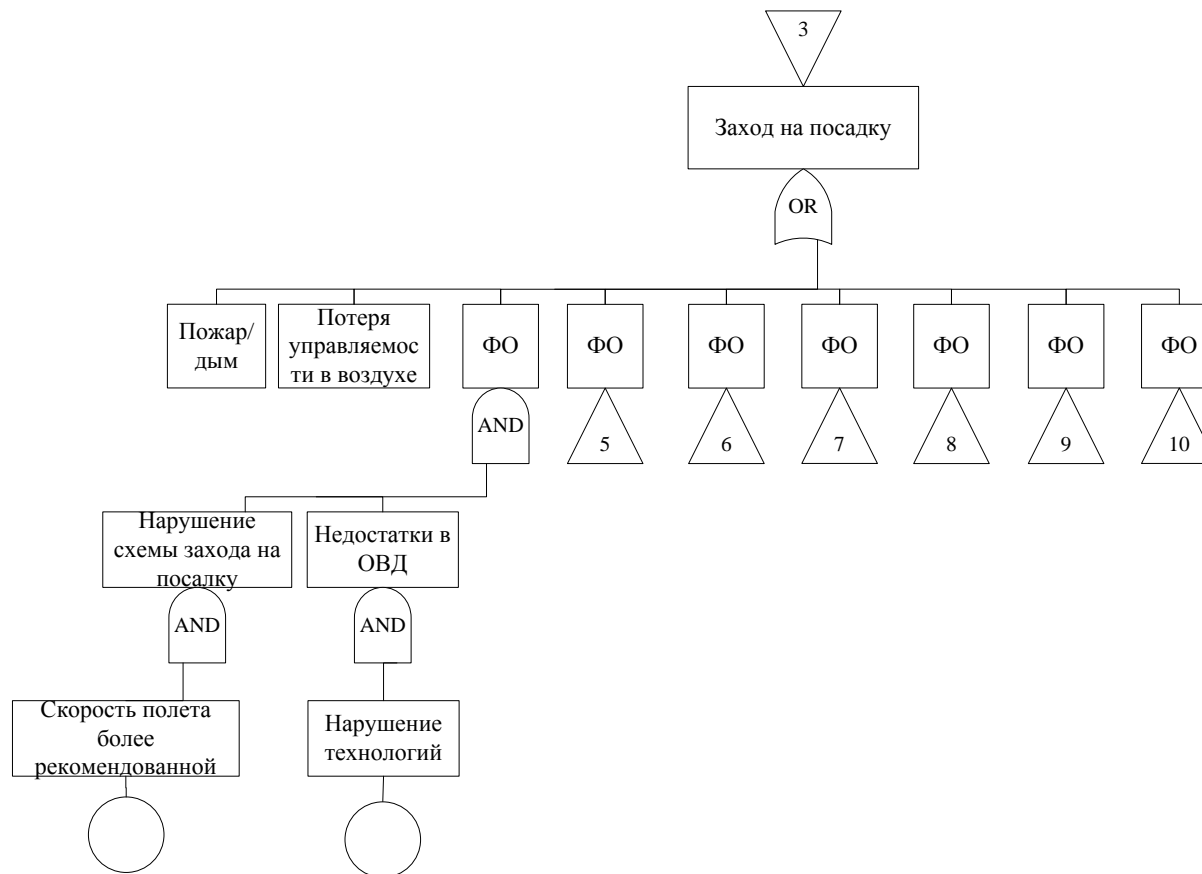 3
Заход на посадку
OR
Пожар/
дым
Потеря
управляемос
ти в воздухе
ФО
ФО
ФО
ФО
ФО
ФО
ФО
AND
5
6
7
8
9
10
Нарушение
схемы захода на
посалку
Недостатки в
ОВД
AND
AND
Скорость полета
более
рекомендованной
Нарушение
технологий